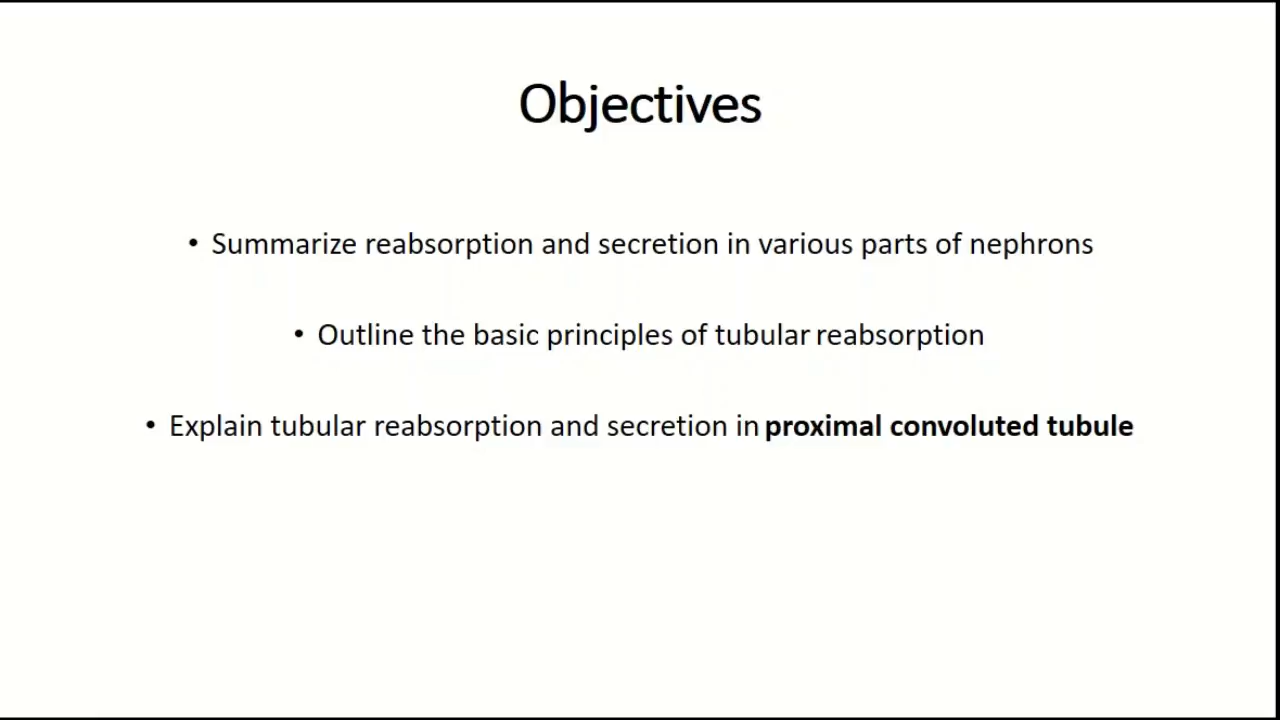 Objectives
• Summarize reabsorption and secretion in various parts of nephrons
• Outline the basic principles of tubular reabsorption
• Explain tubular reabsorption and secretion in proximal convoluted tubule